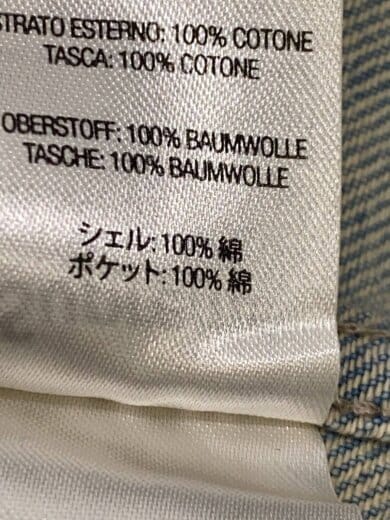 STRATO ESTERNO: 100% COTONE
TASCA: 100% COTONE
OBERSTOFF: 100% BAUMWOLLE
TASCHE: 100% BAUMWOLLE
シェル: 100% 綿
ポケット: 100% 綿